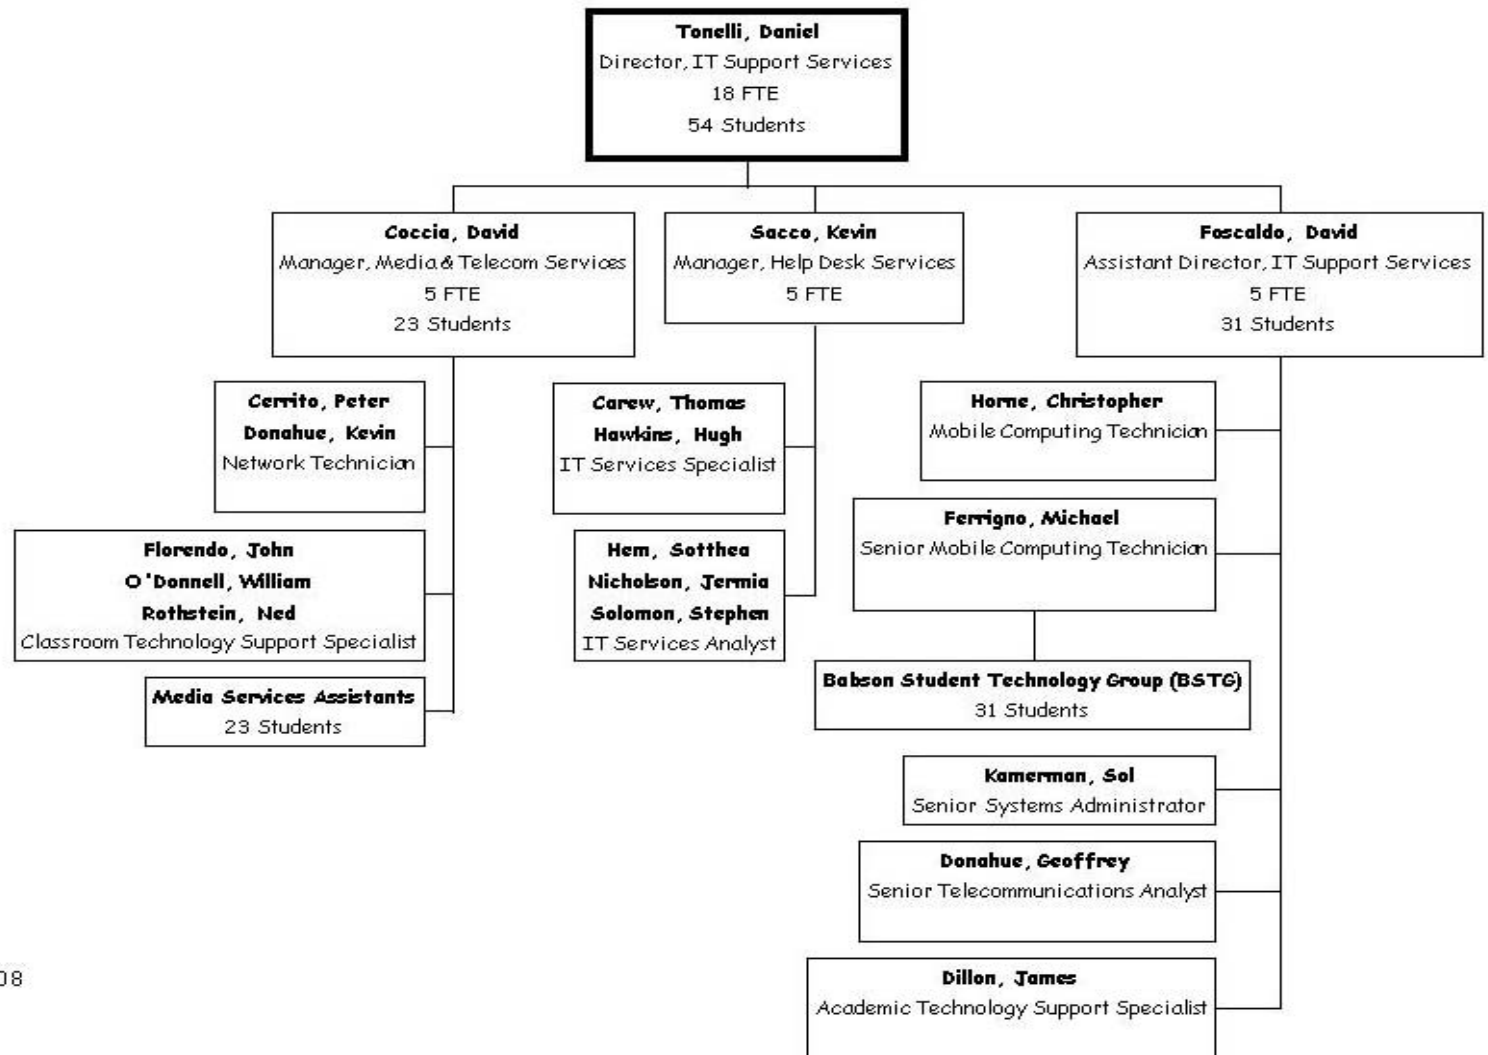 Tonelli, Daniel
Director, IT Support Services
18 FTE
54 Students
Coccia, David
Manager, Media & Telecom Services
5 FTE
23 Students
Sacco, Kevin
Manager, Help Desk Services
5 FTE
Foscaldo, David
Assistant Director, IT Support Services
5 FTE
31 Students
Cerrito, Peter
Donahue, Kevin
Network Technician
Florendo, John
O'Donnell, William
Rothstein, Ned
Classroom Technology Support Specialist
Media Services Assistants
23 Students
Carew, Thomas
Hawkins, Hugh
IT Services Specialist
Hem, Sotthea
Nicholson, Jermia
Solomon, Stephen
IT Services Analyst
Horne, Christopher
Mobile Computing Technician
Ferrigno, Michael
Senior Mobile Computing Technician
Babson Student Technology Group (BSTG)
31 Students
Kamerman, Sol
Senior Systems Administrator
Donahue, Geoffrey
Senior Telecommunications Analyst
Dillon, James
Academic Technology Support Specialist
08